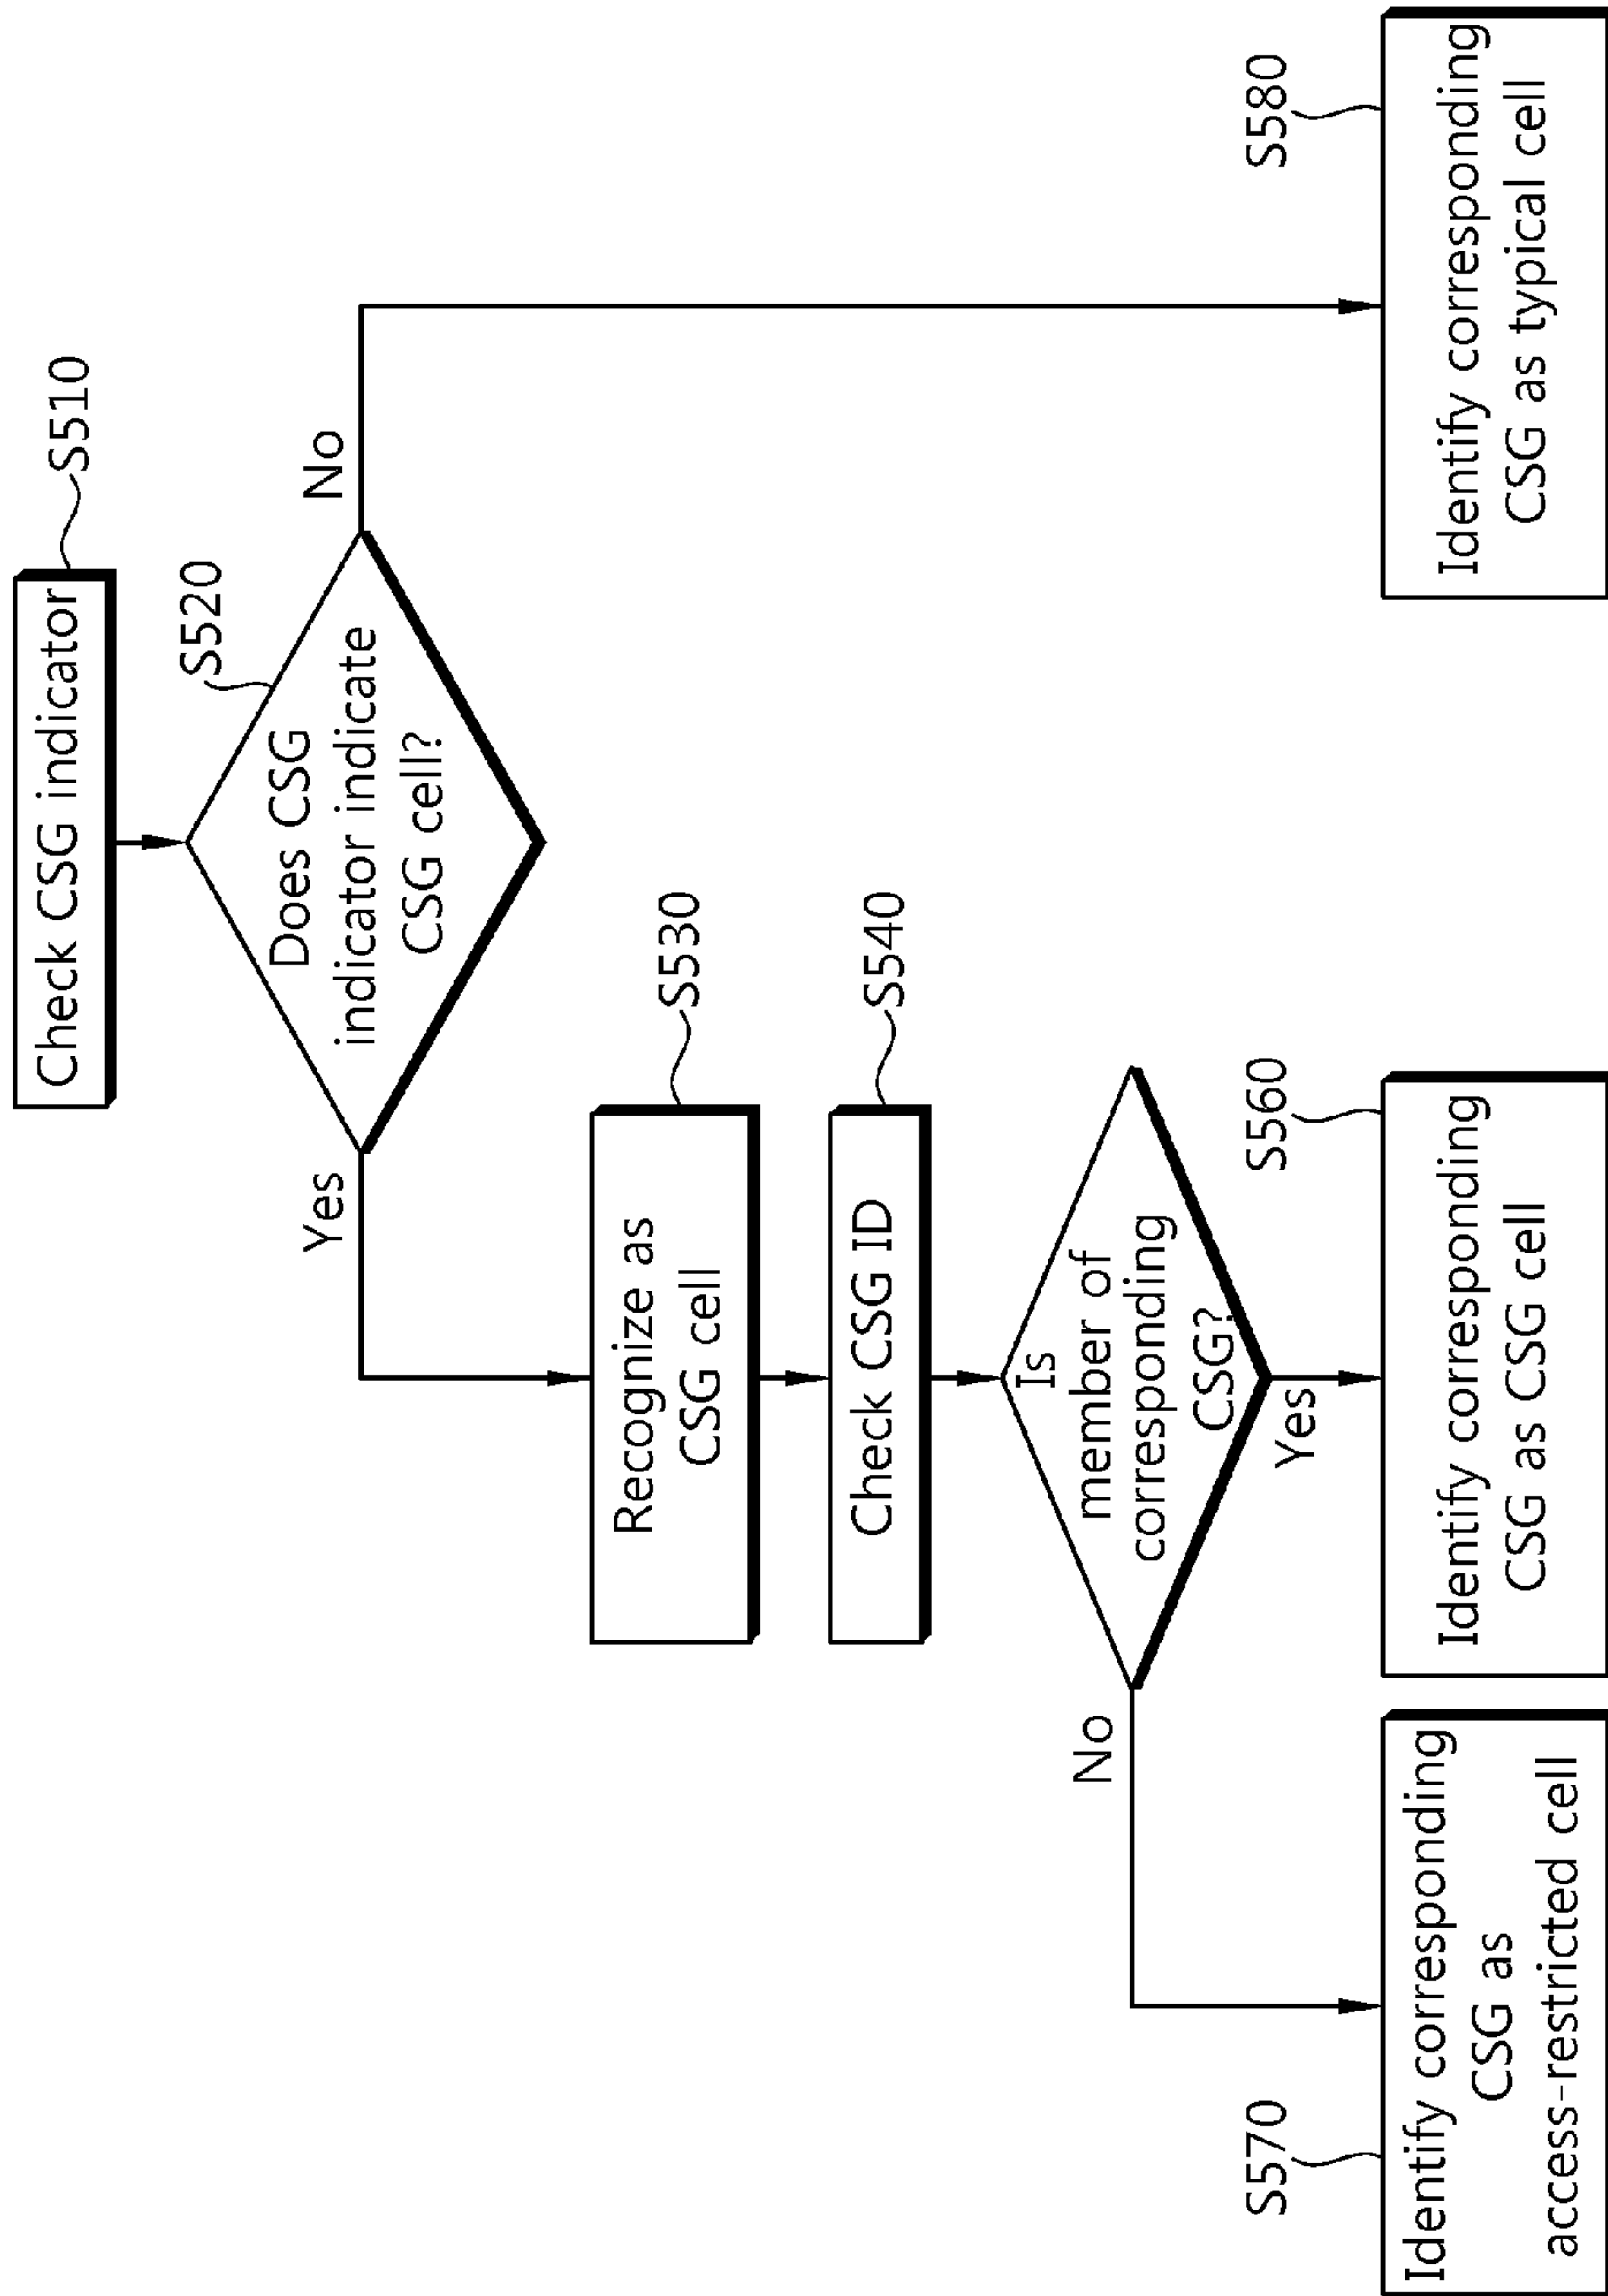 Check CSG indicator
S510
Does CSG
indicator indicate
CSG cell?
S520
Yes
No
Recognize as
CSG cell
S530
Check CSG ID
S540
Is
member of
corresponding
CSG?
No
Yes
S570
Identify corresponding
CSG as
access-restricted cell
S560
Identify corresponding
CSG as CSG cell
S580
Identify corresponding
CSG as typical cell